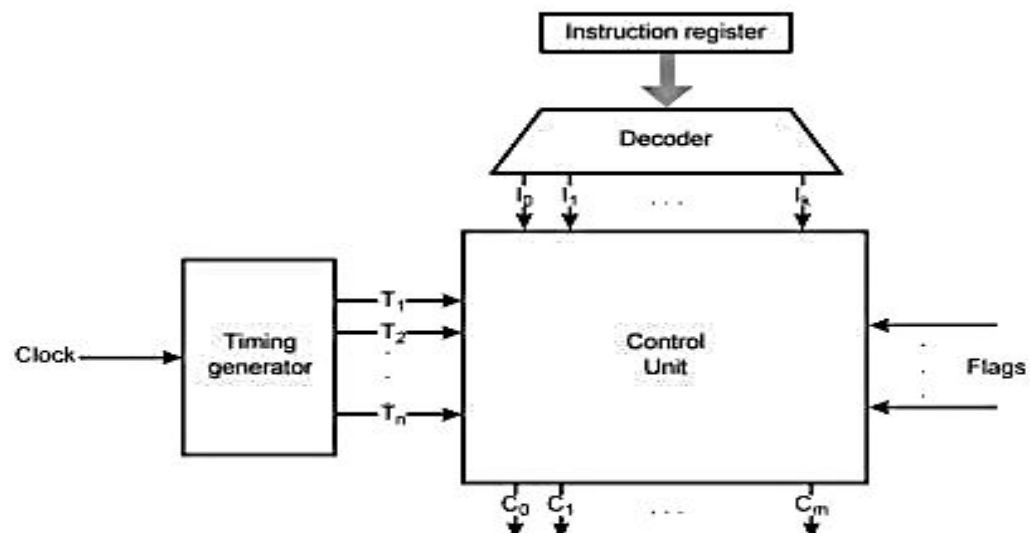 Instruction register
Decoder
I0 I1 . . . Ik
T1
T2
.
.
Tn
Clock
Timing
generator
Control
Unit
Flags
C0 C1 . . . Cm